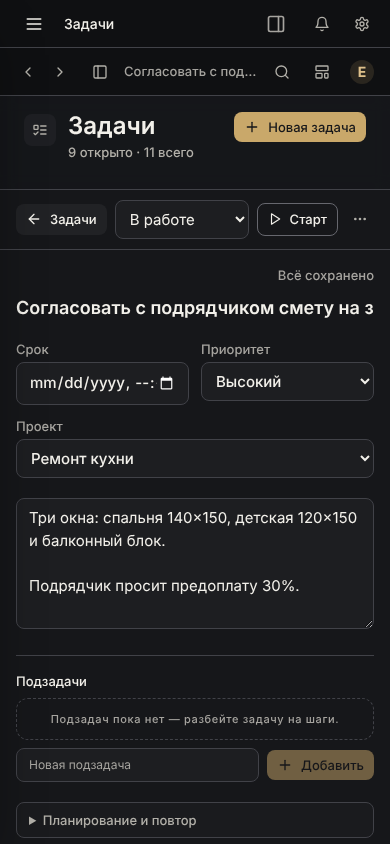 Задачи
Согласовать с под...
E
Задачи
9 открыто · 11 всего
Новая задача
Задачи
В работе
Старт
Всё сохранено
Согласовать с подрядчиком смету на з
Срок
Приоритет
mm/dd/yyyy, --:
Высокий
Проект
Ремонт кухни
Три окна: спальня 140×150, детская 120×150
и балконный блок.
Подрядчик просит предоплату 30%.
Подзадачи
Подзадач пока нет — разбейте задачу на шаги.
Новая подзадача
Добавить
Планирование и повтор